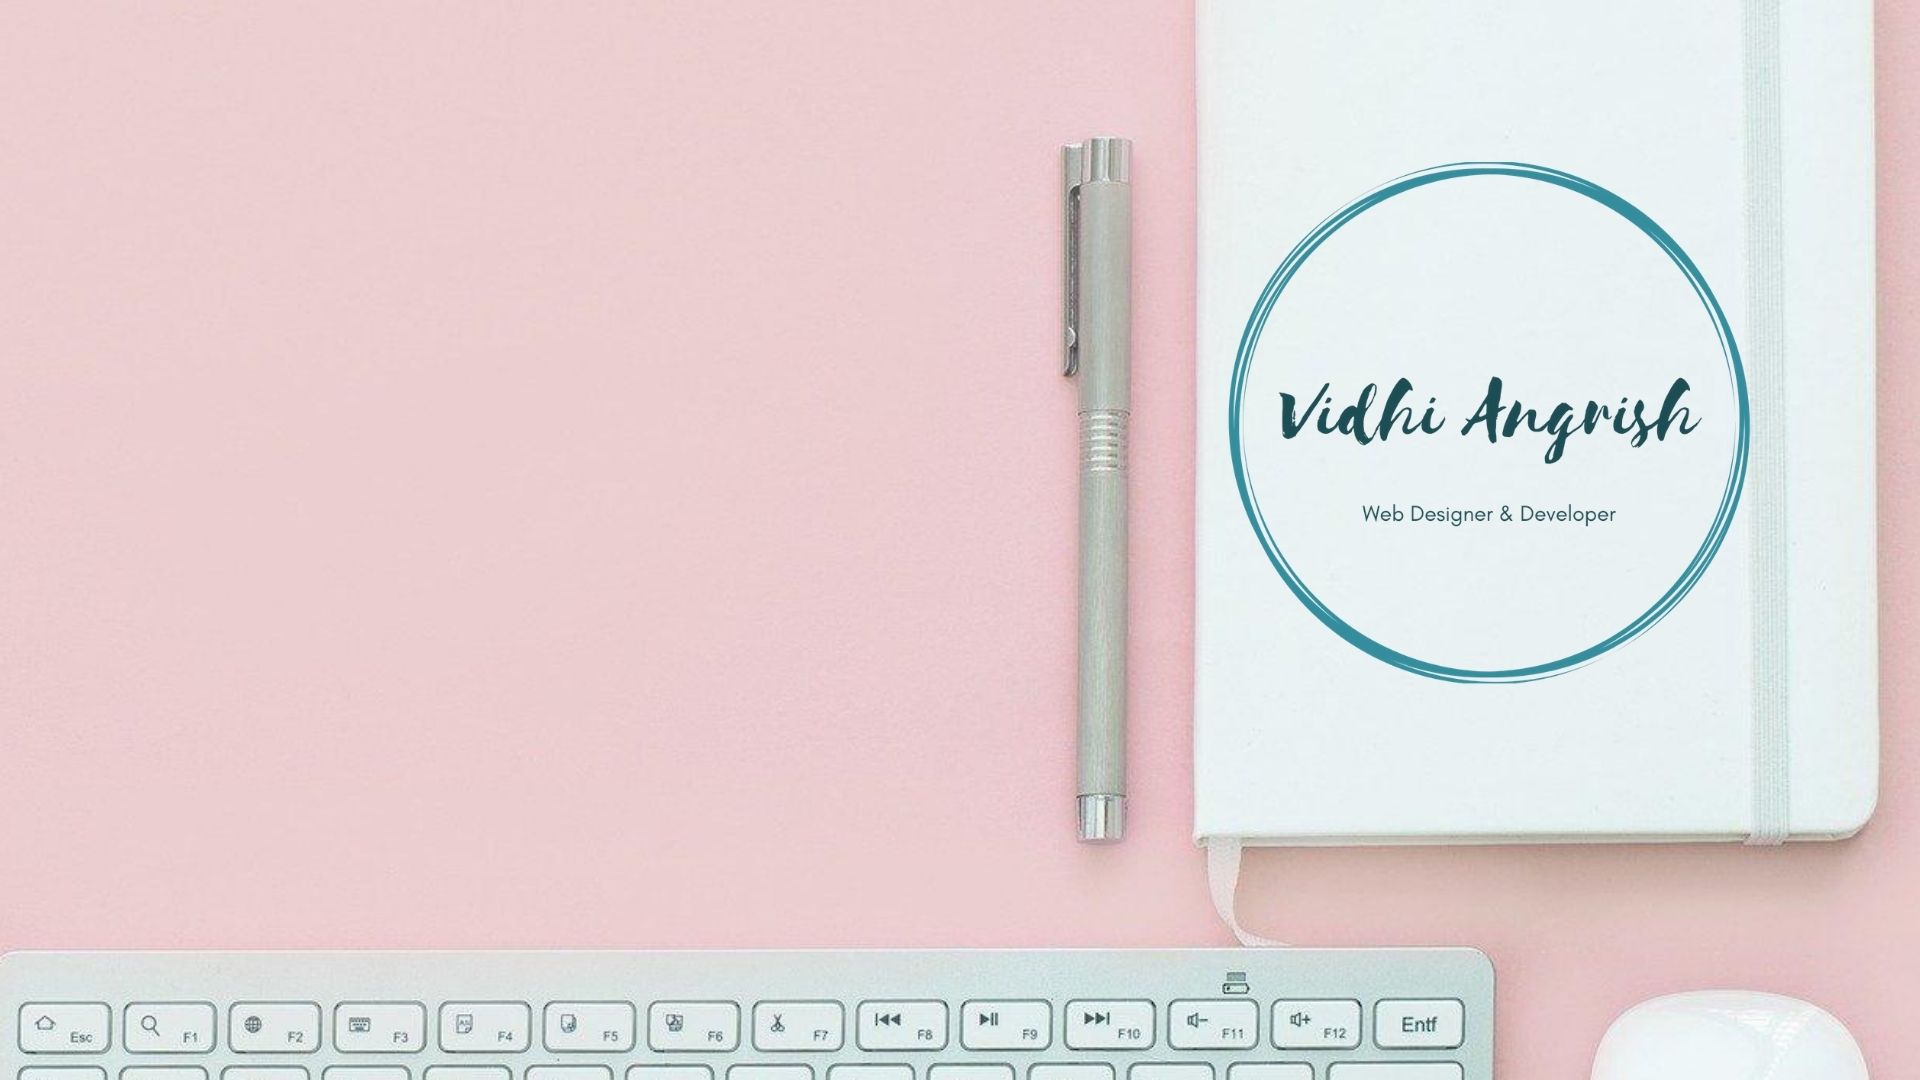 Vidhi Angrish
Web Designer & Developer
Esc F1 F2 F3 F4 F5 F6 F7 F8 F9 F10 F11 F12 Entf